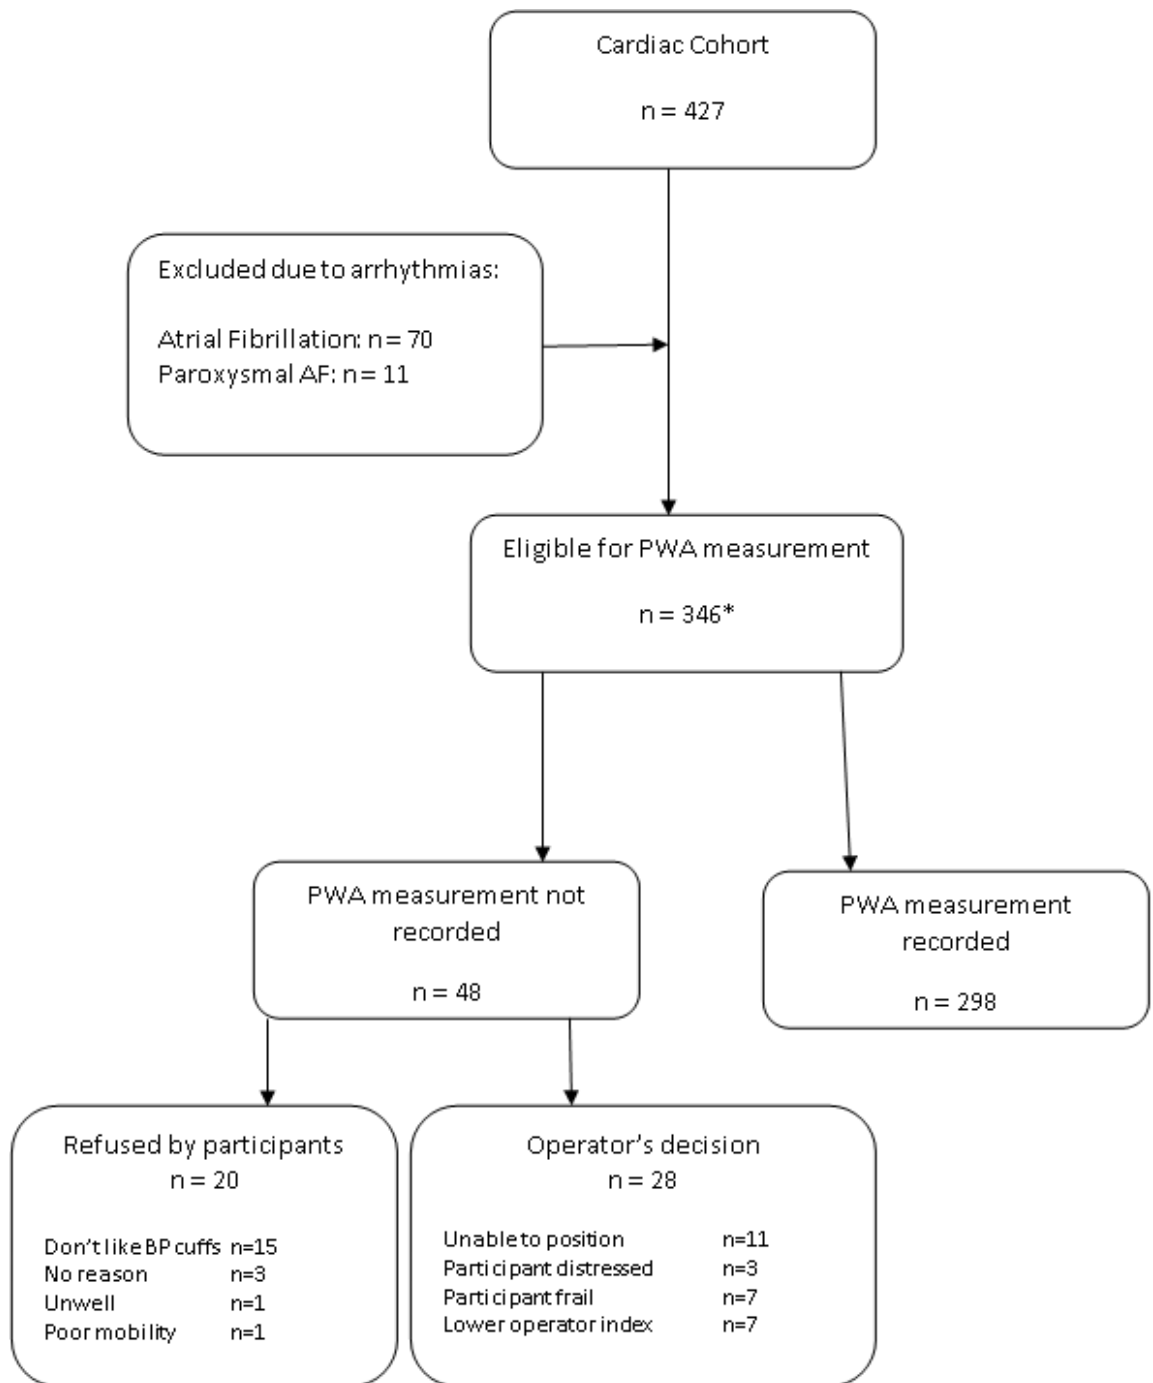 Cardiac Cohort
n = 427
Excluded due to arrhythmias:
Atrial Fibrillation: n = 70
Paroxysmal AF: n = 11
Eligible for PWA measurement
n = 346*
PWA measurement not
recorded
n = 48
PWA measurement
recorded
n = 298
Refused by participants
n = 20
Don't like BP cuffs n=15
No reason n=3
Unwell n=1
Poor mobility n=1
Operator's decision
n = 28
Unable to position n=11
Participant distressed n=3
Participant frail n=7
Lower operator index n=7